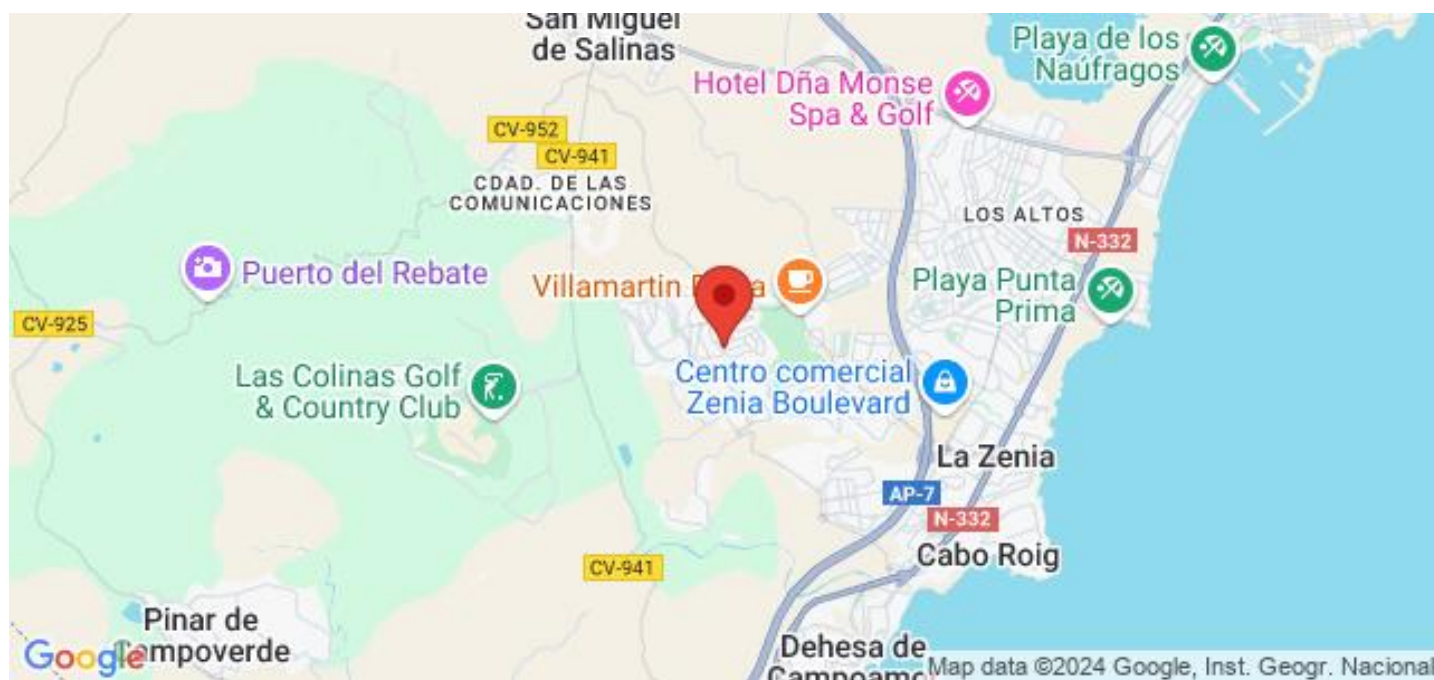 San Miguel
de Salinas
Playa de los
Naúfragos
Hotel Dña Monse
Spa & Golf
CV-952
CV-941
CDAD. DE LAS
COMUNICACIONES
LOS ALTOS
N-332
Puerto del Rebate
Villamartin
Playa Punta
Prima
CV-925
Las Colinas Golf
& Country Club
Centro comercial
Zenia Boulevard
La Zenia
AP-7
N-332
Cabo Roig
CV-941
Pinar de
Campoverde
Dehesa de
Campoamor
Google
Map data ©2024 Google, Inst. Geogr. Nacional